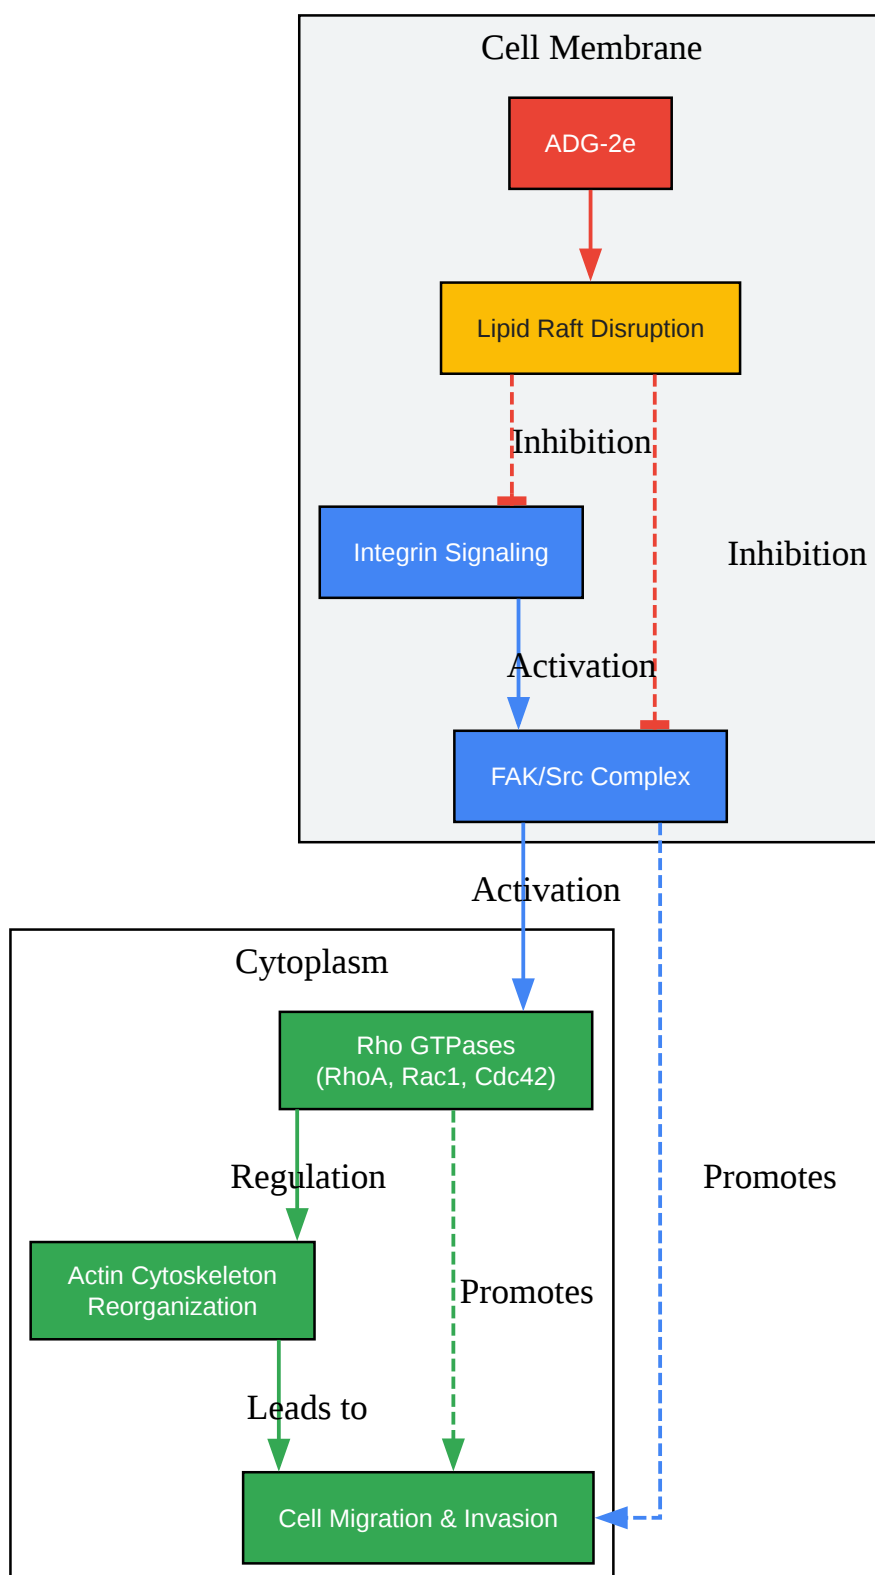 Cell Membrane
ADG-2e
Lipid Raft Disruption
Inhibition
Integrin Signaling
Inhibition
Activation
FAK/Src Complex
Activation
Cytoplasm
Rho GTPases
(RhoA, Rac1, Cdc42)
Regulation
Promotes
Actin Cytoskeleton
Reorganization
Promotes
Leads to
Cell Migration & Invasion